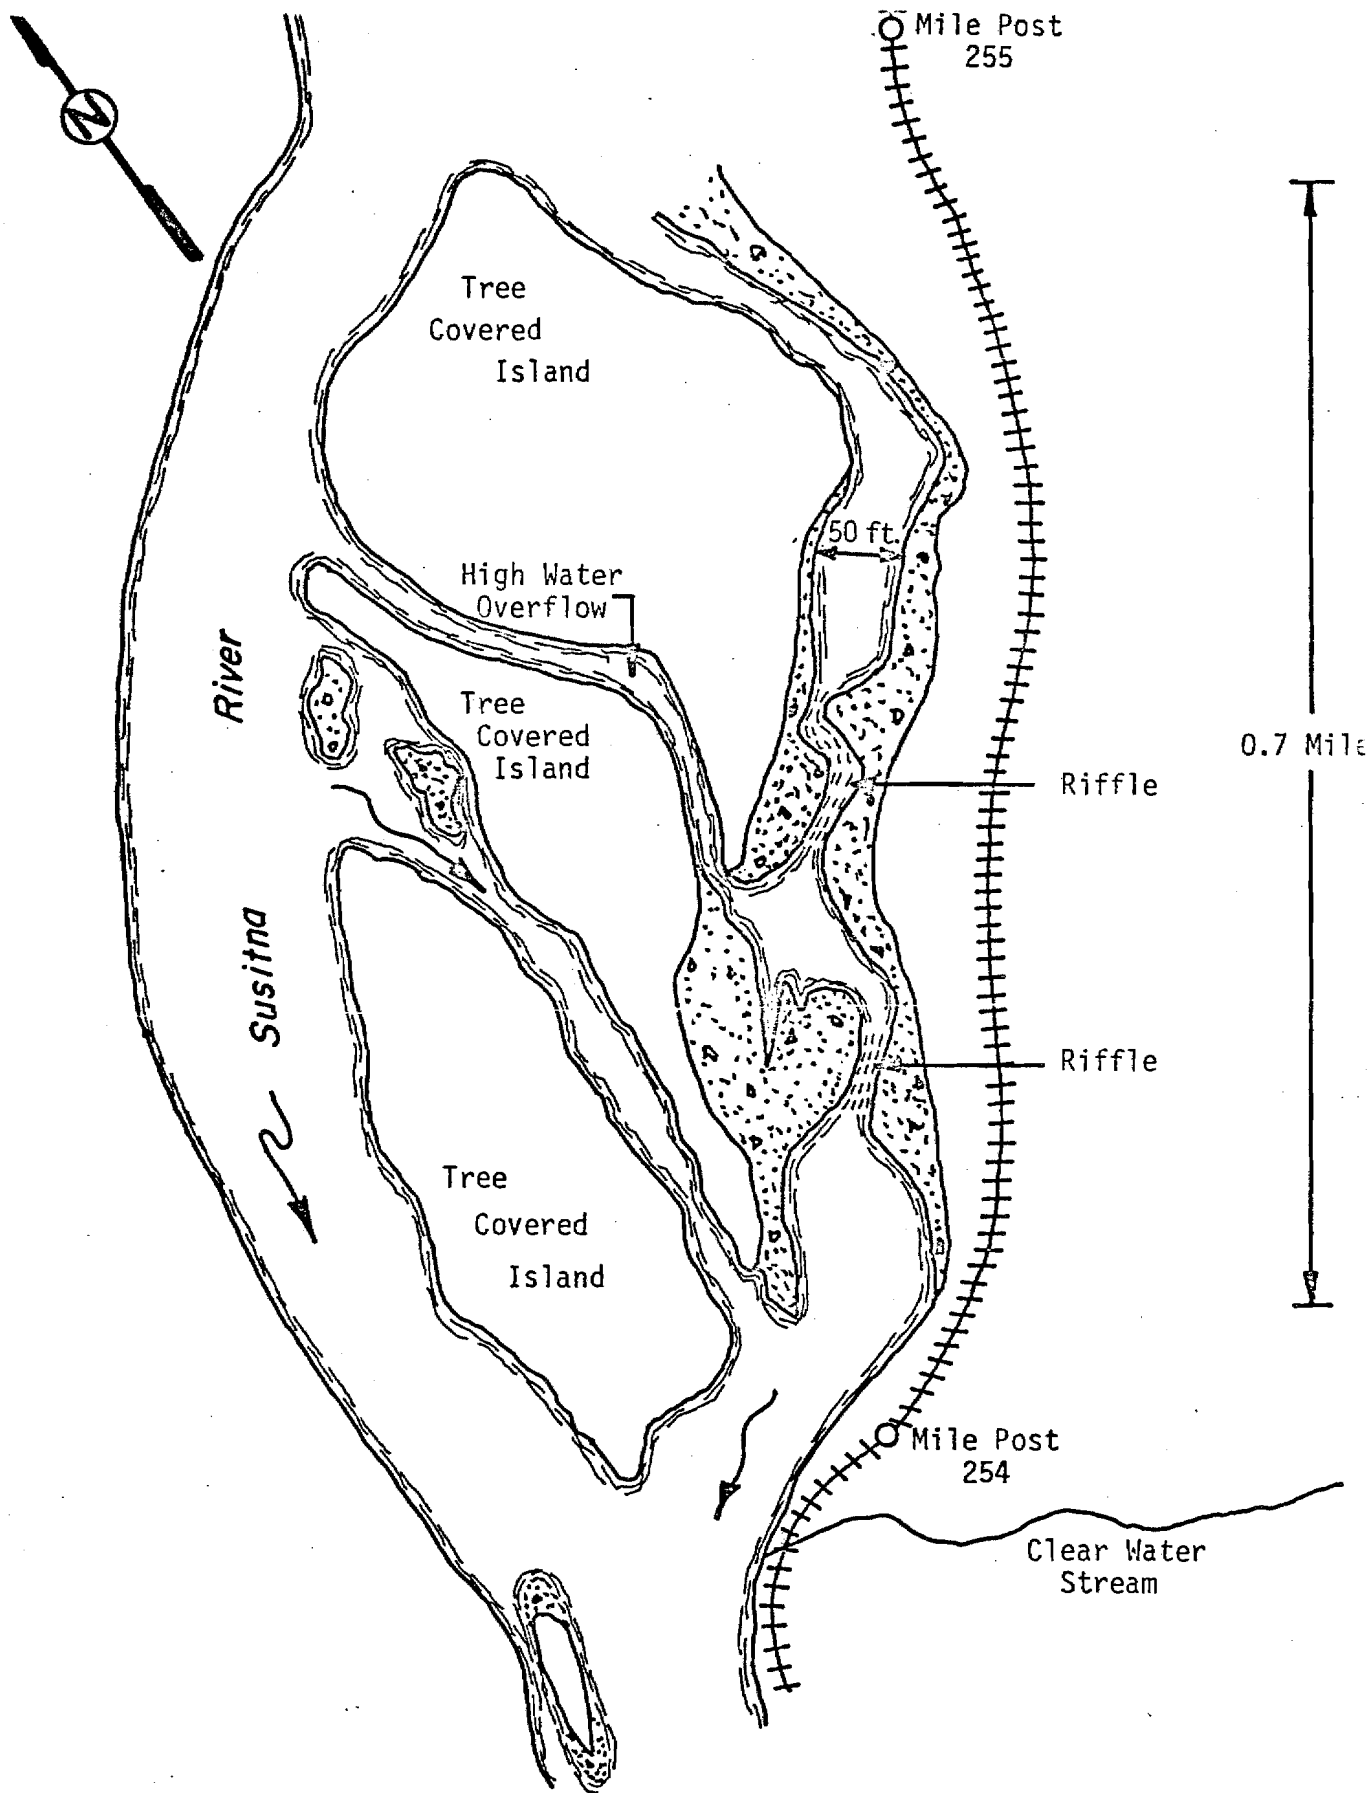 Mile Post
255
N
Tree
Covered
Island
50 ft.
High Water
Overflow
River
Tree
Covered
Island
0.7 Mile
Riffle
Susitna
Riffle
Tree
Covered
Island
Mile Post
254
Clear Water
Stream